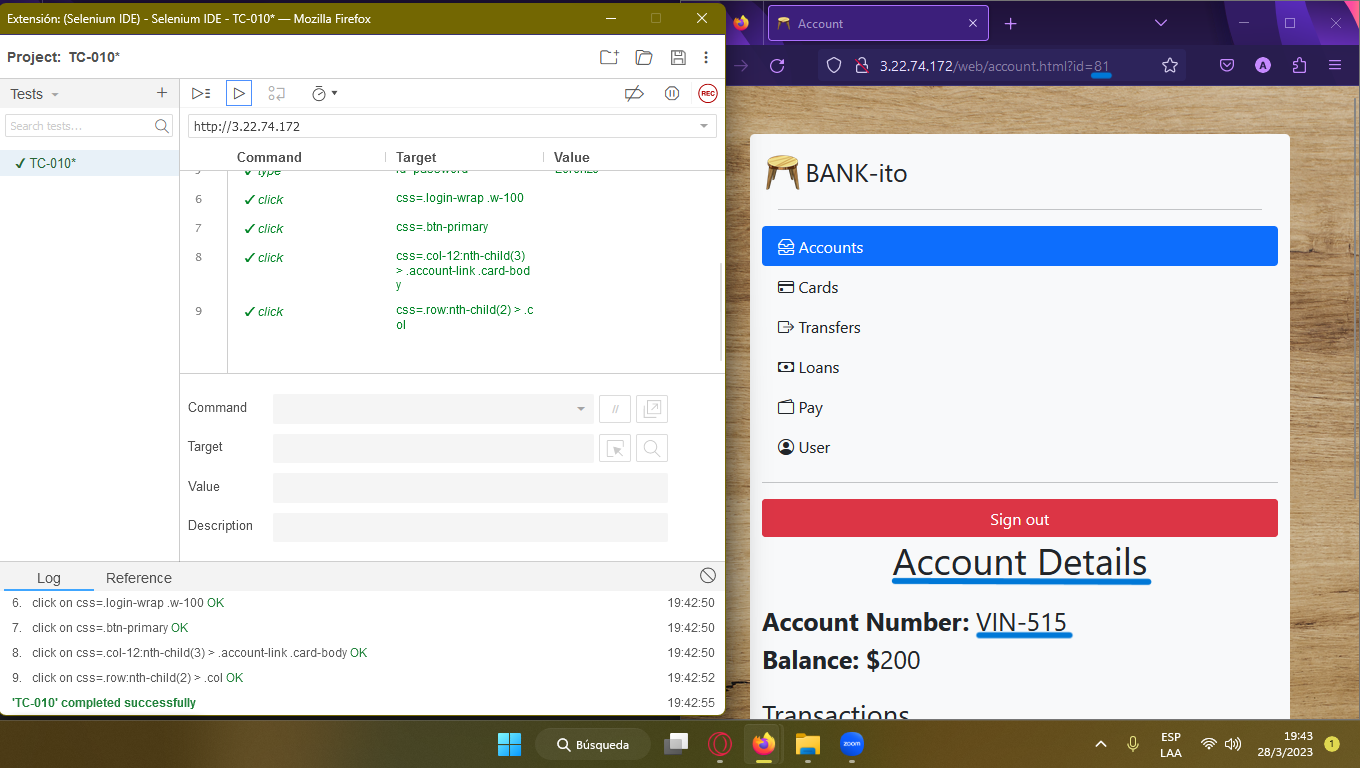 Extensión: (Selenium IDE) - Selenium IDE - TC-010* — Mozilla Firefox
Project: TC-010*
Tests
Search tests...
✓ TC-010*
http://3.22.74.172
Command Target Value
5 ✓ type id=password Lorenzo
6 ✓ click css=.login-wrap .w-100
7 ✓ click css=.btn-primary
8 ✓ click css=.col-12:nth-child(3)
> .account-link .card-bod
y
9 ✓ click css=.row:nth-child(2) > .c
ol
REC
Command
//
Target
Value
Description
Log Reference
6. click on css=.login-wrap .w-100 OK 19:42:50
7. click on css=.btn-primary OK 19:42:50
8. click on css=.col-12:nth-child(3) > .account-link .card-body OK 19:42:50
9. click on css=.row:nth-child(2) > .col OK 19:42:52
'TC-010' completed successfully 19:42:55
Account
3.22.74.172/web/account.html?id=81
A
BANK-ito
Accounts
Cards
Transfers
Loans
Pay
User
Sign out
Account Details
Account Number: VIN-515
Balance: $200
Transactions
Búsqueda
zoom
ESP
LAA
19:43
28/3/2023
1